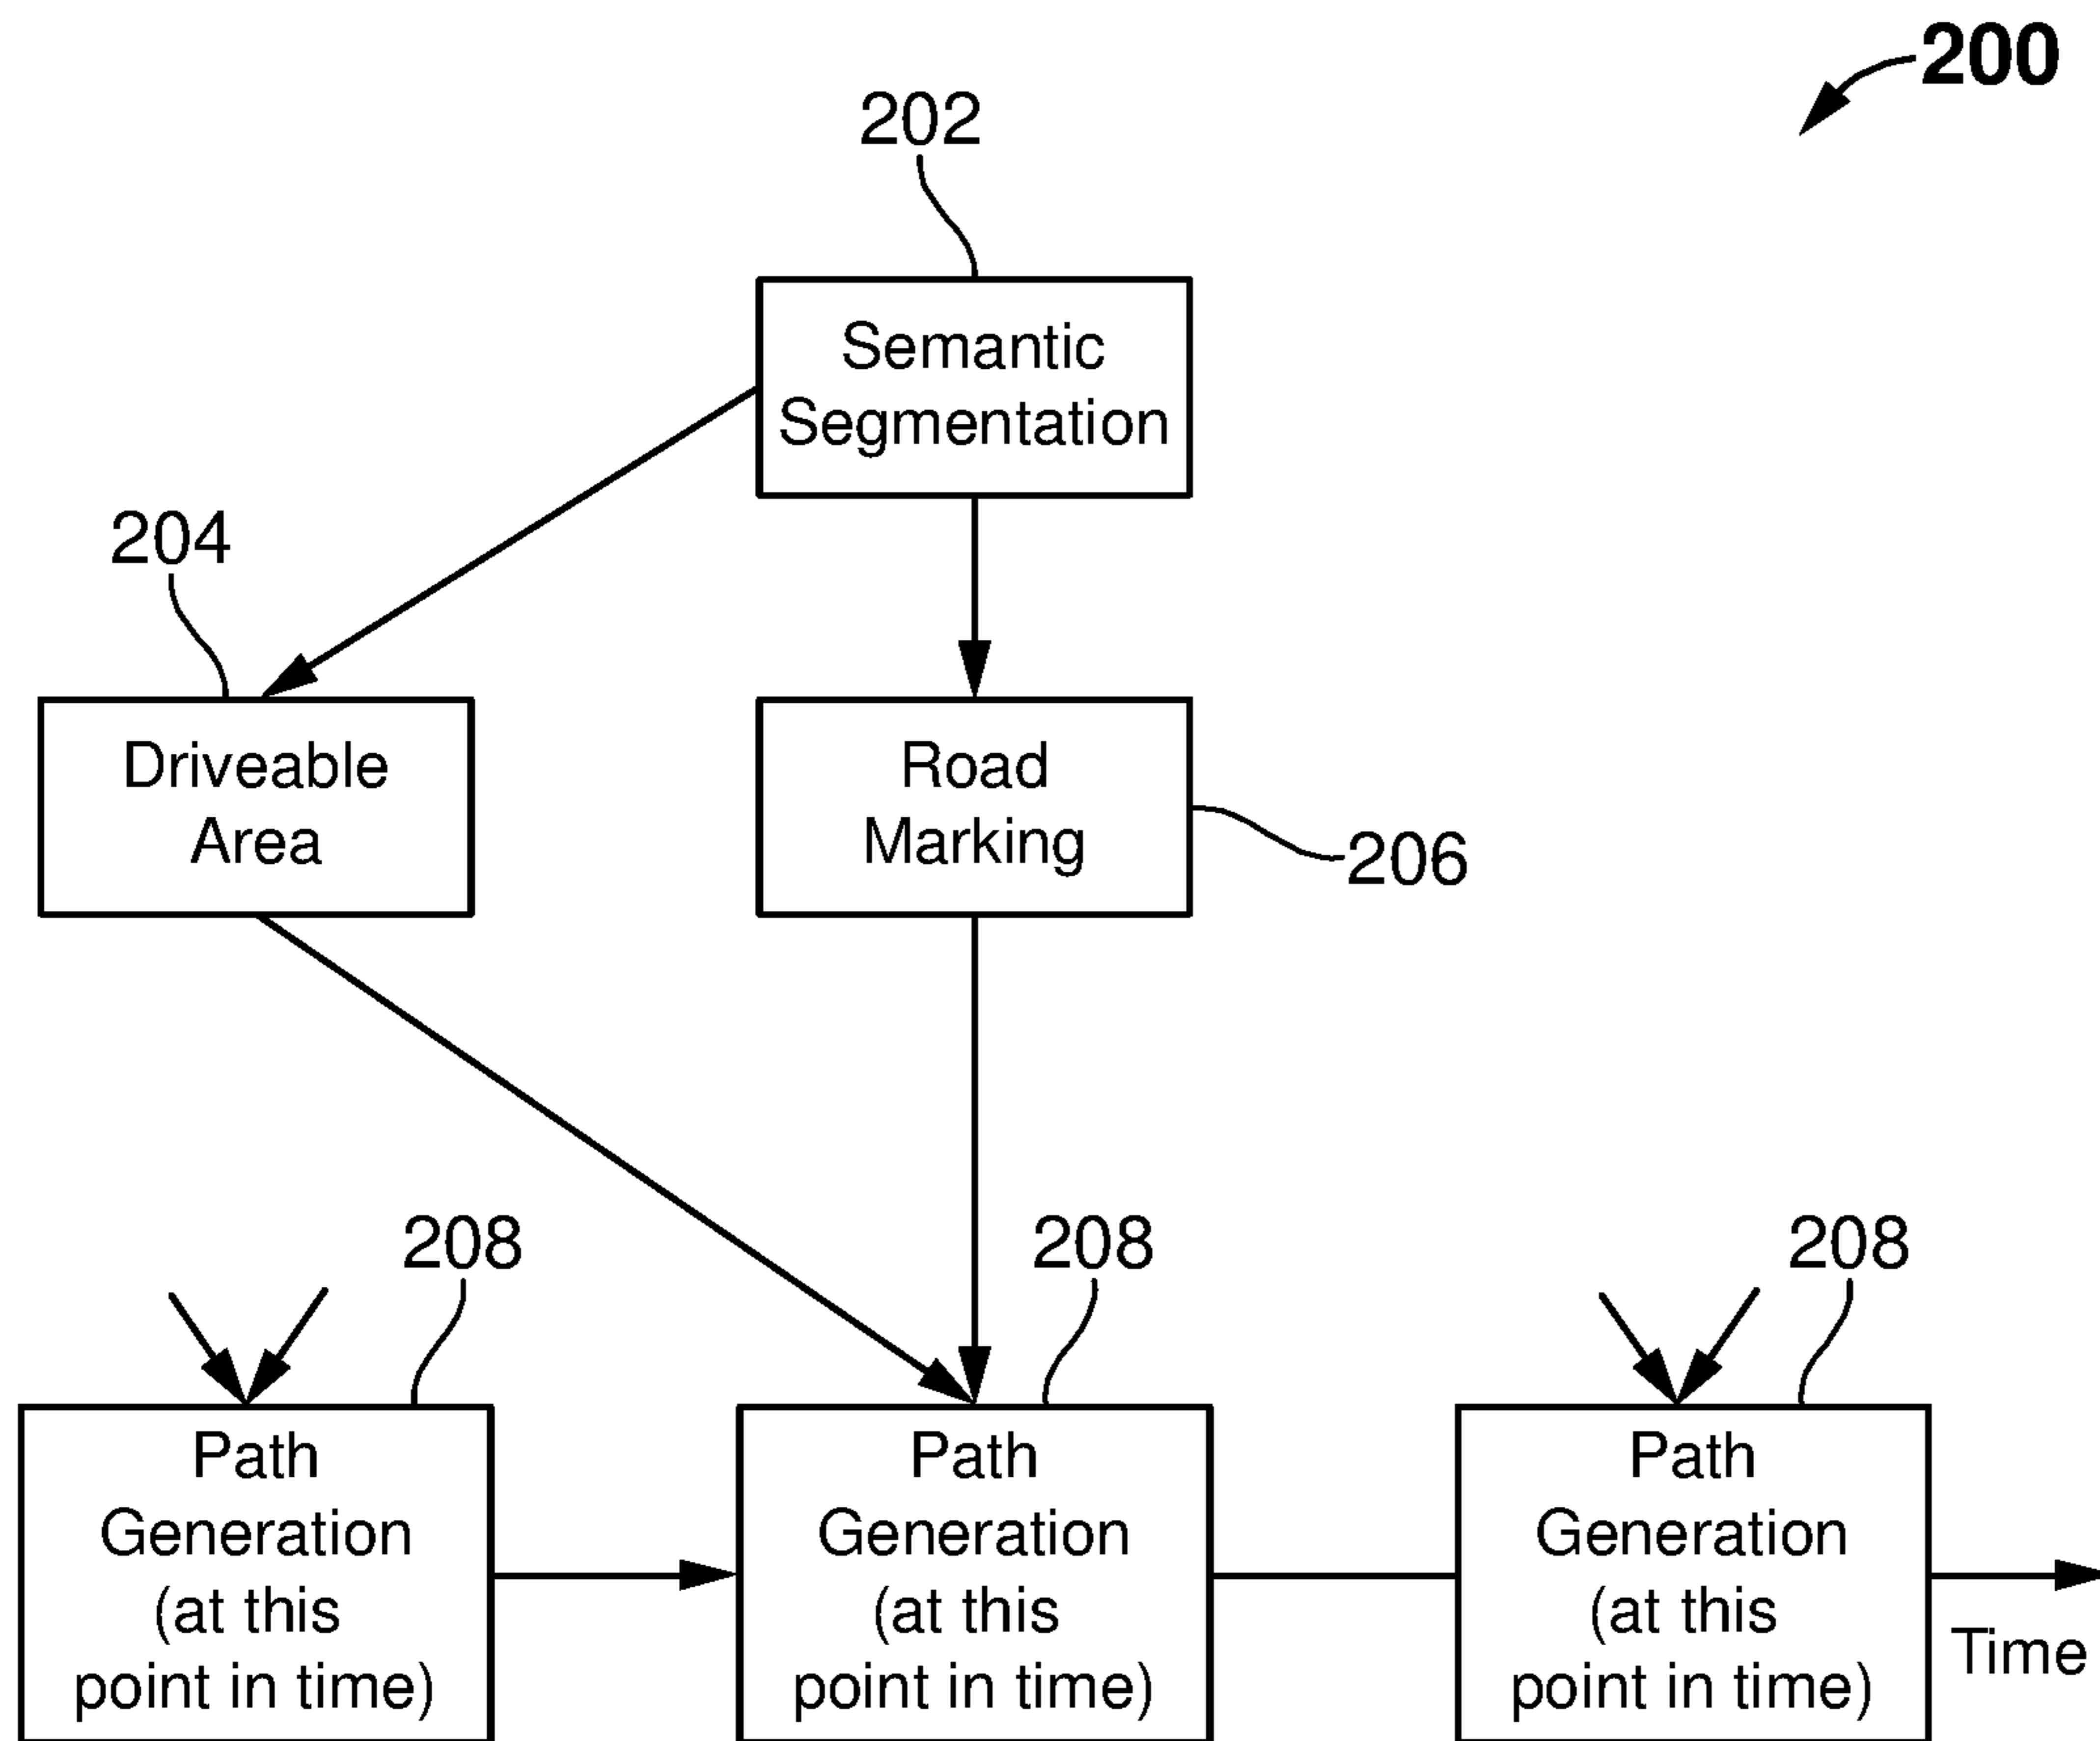 200
202
Semantic
Segmentation
204
Driveable
Area
Road
Marking
206
208
208
208
Path
Generation
(at this
point in time)
Path
Generation
(at this
point in time)
Path
Generation
(at this
point in time)
Time